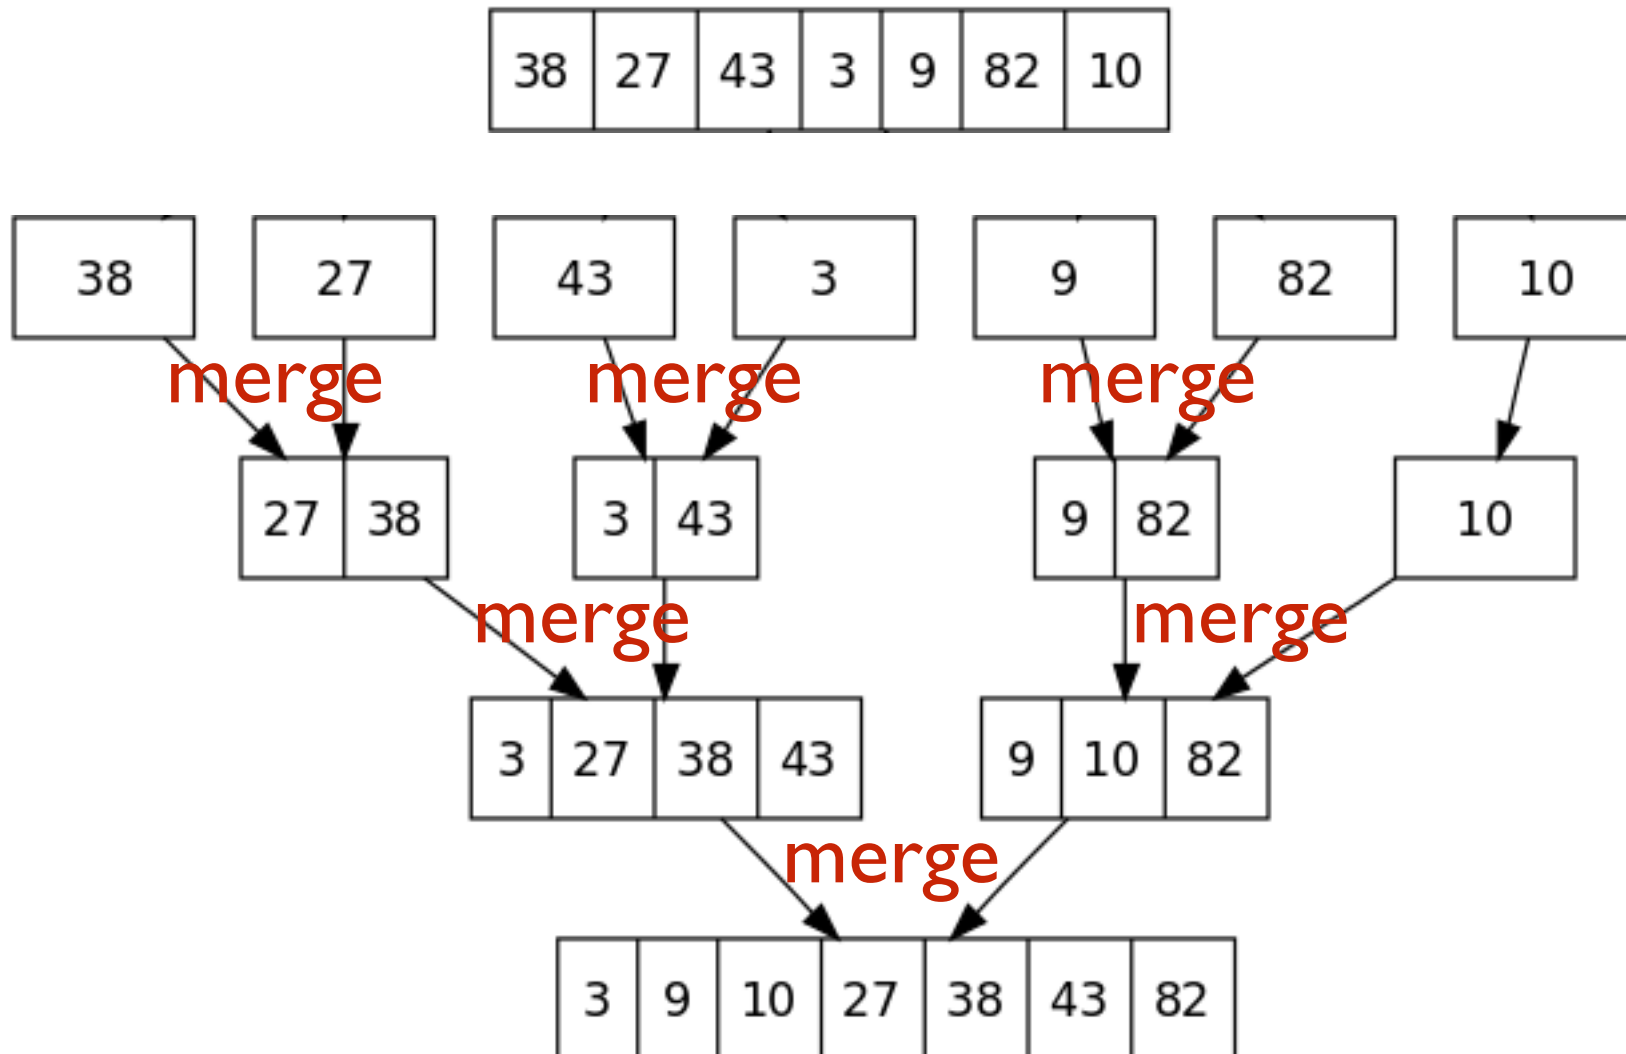 38 27 43 3 9 82 10
38 27 43 3 9 82 10
merge merge merge
27 38 3 43 9 82 10
merge merge
3 27 38 43 9 10 82
merge
3 9 10 27 38 43 82